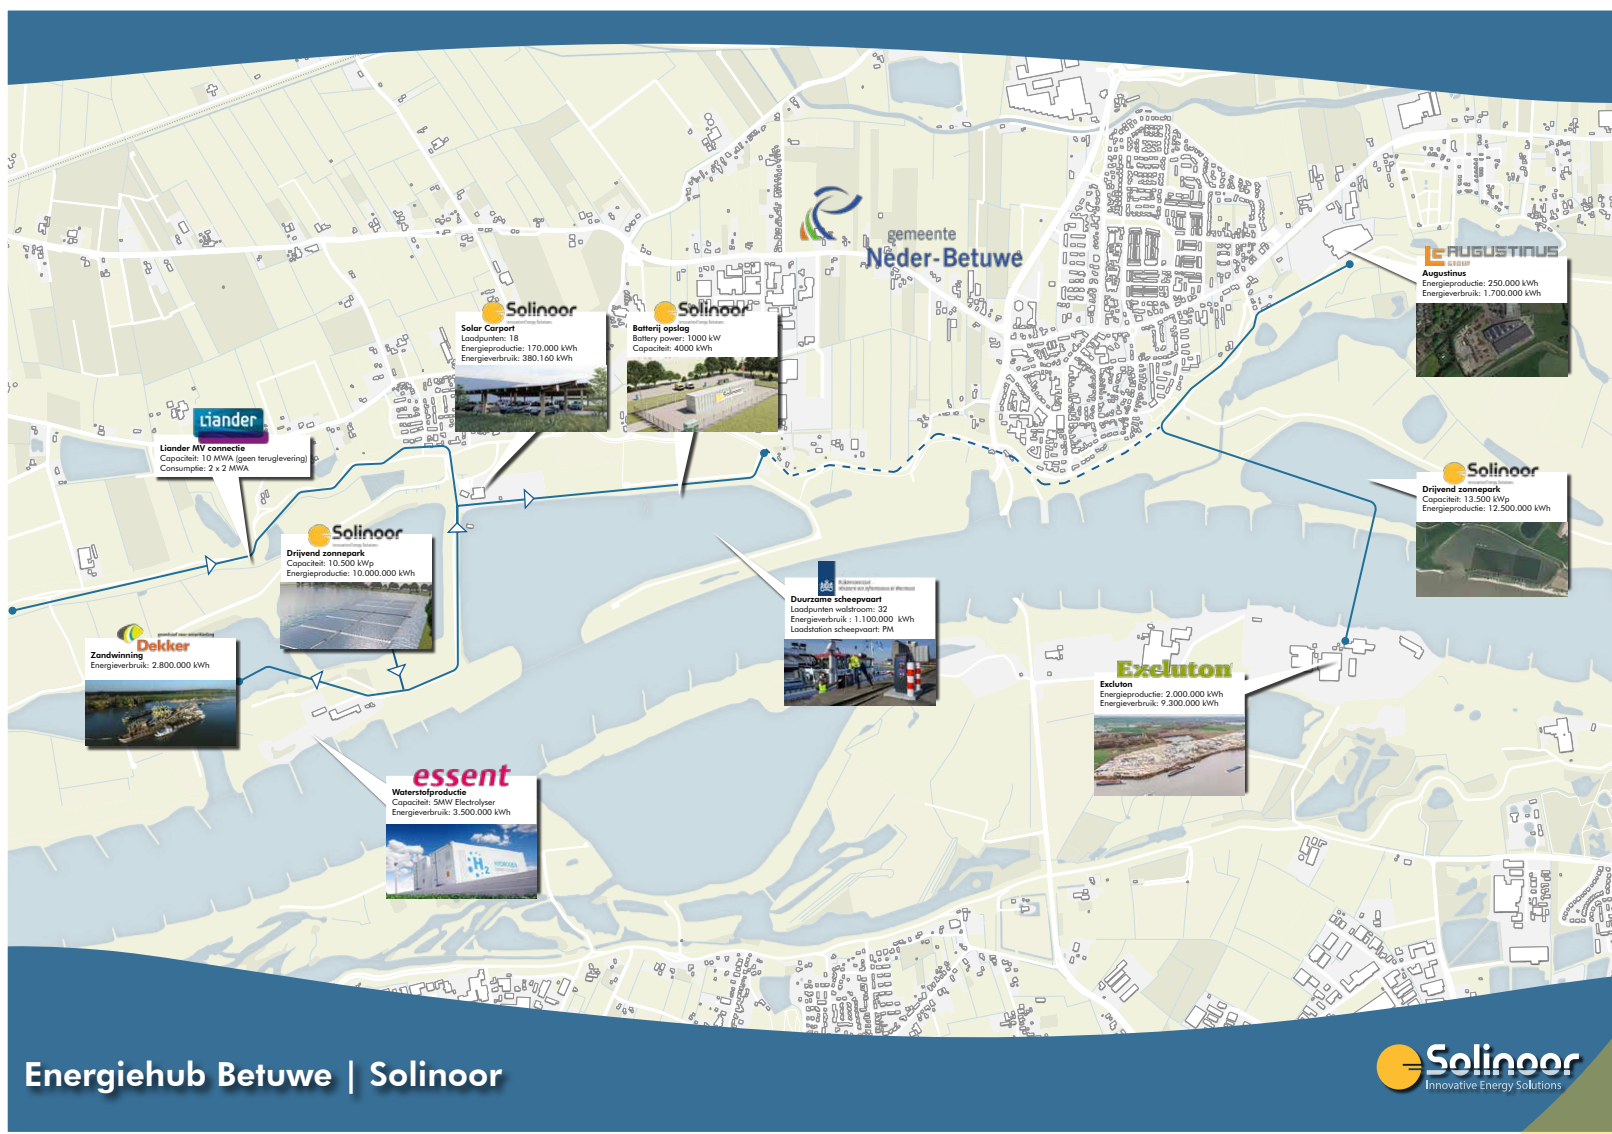 gemeente
Neder-Betuwe
AUGUSTINUS
GROUP
Augustinus
Energieproductie: 250.000 kWh
Energieverbruik: 1.700.000 kWh
Solinoor
Solar Carport
Laadpunten: 18
Energieproductie: 170.000 kWh
Energieverbruik: 380.160 kWh
Solinoor
Batterij opslag
Battery power: 1000 kW
Capaciteit: 4000 kWh
Liander
Liander MV connectie
Capaciteit: 10 MWA (geen teruglevering)
Consumptie: 2 x 2 MWA
Solinoor
Drijvend zonnepark
Capaciteit: 13.500 kWp
Energieproductie: 12.500.000 kWh
Solinoor
Drijvend zonnepark
Capaciteit: 10.500 kWp
Energieproductie: 10.000.000 kWh
Duurzame scheepvaart
Laadpunten walstroom: 32
Energieverbruik : 1.100.000 kWh
Laadstation scheepvaart: PM
Dekker
Zandwinning
Energieverbruik: 2.800.000 kWh
Excluton
Excluton
Energieproductie: 2.000.000 kWh
Energieverbruik: 9.300.000 kWh
essent
Waterstofproductie
Capaciteit: 5MW Electrolyser
Energieverbruik: 3.500.000 kWh
H2
Energiehub Betuwe | Solinoor
Solinoor
Innovative Energy Solutions